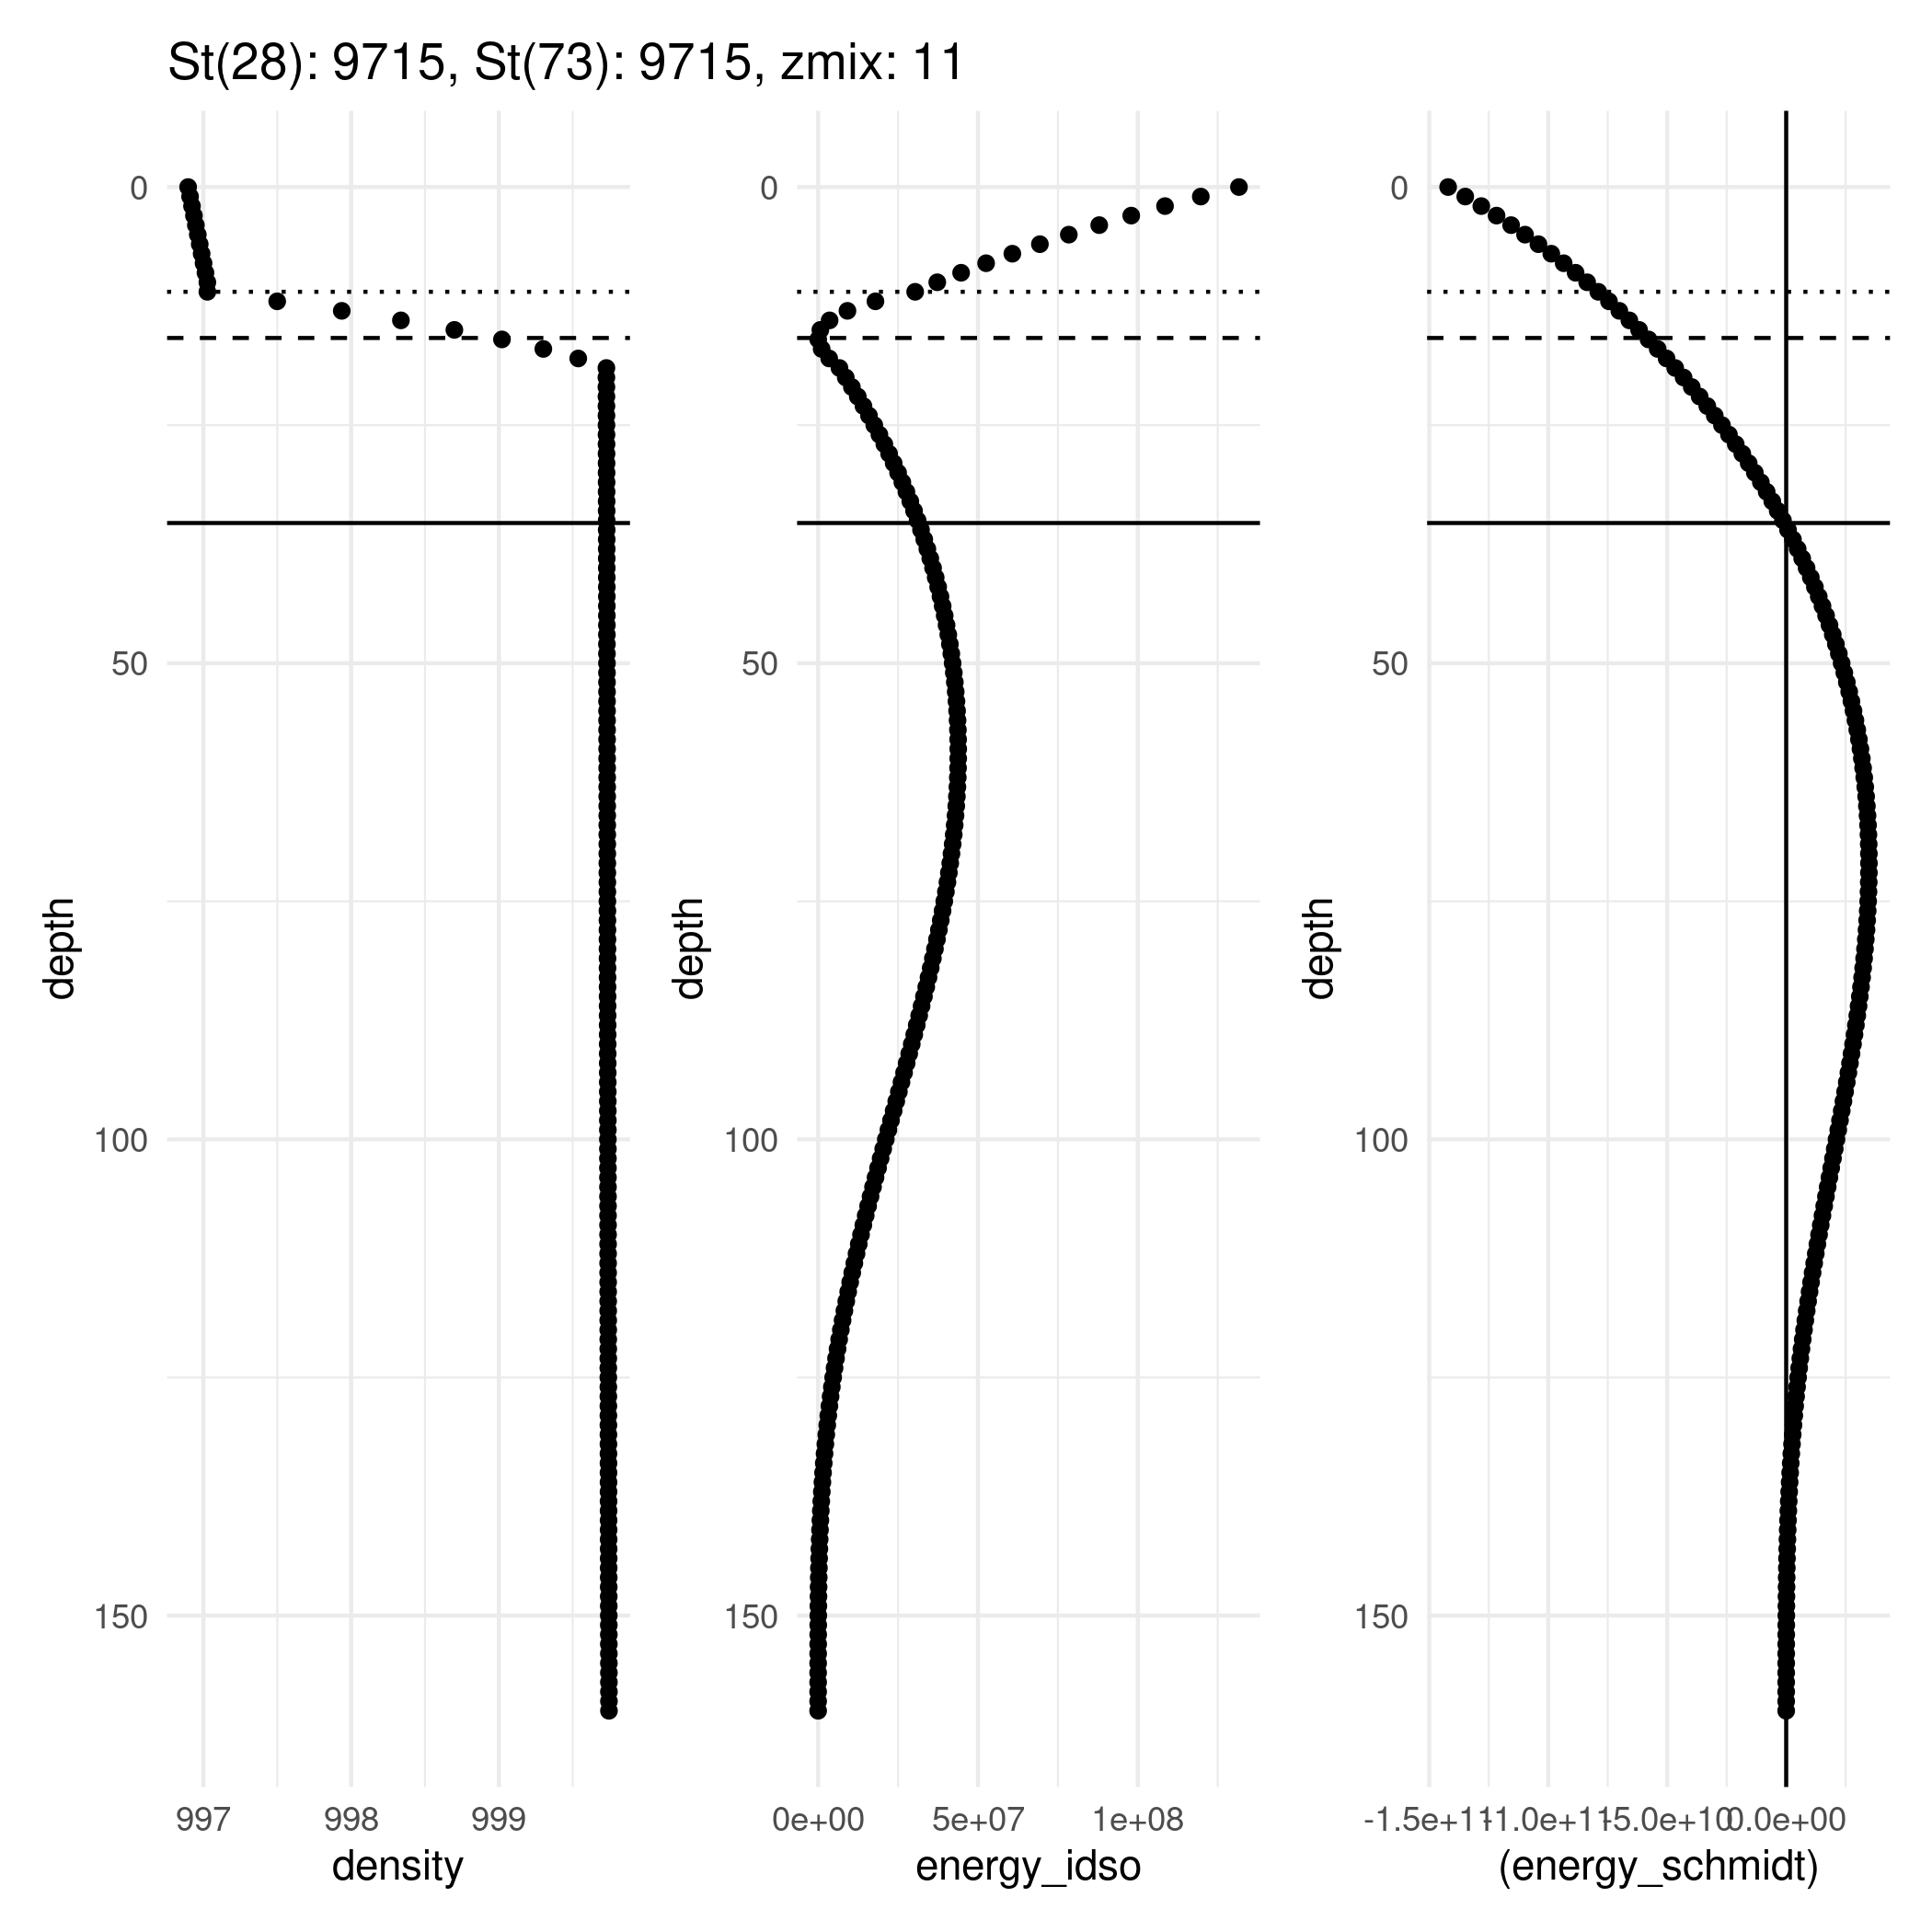 St(28): 9715, St(73): 9715, zmix: 11
0
50
100
150
depth
997 998 999
density
0
50
100
150
depth
0e+00 5e+07 1e+08
energy_idso
0
50
100
150
depth
-1.5e+11 -1.0e+11 -5.0e+10 0.0e+00
(energy_schmidt)